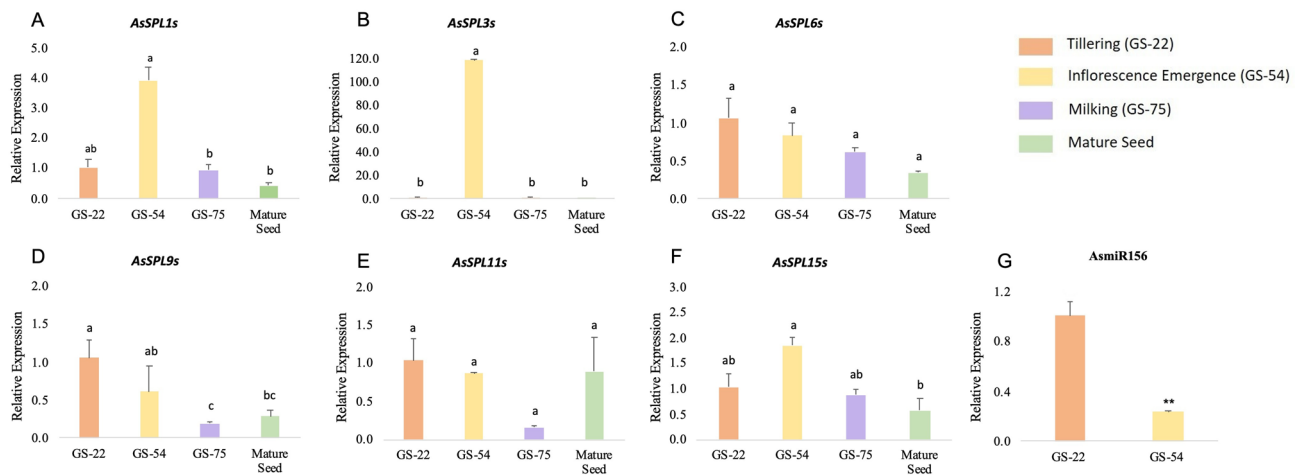 A
AsSPL1s
Relative Expression
5.0
4.0
3.0
2.0
1.0
0.0
ab
a
b
b
GS-22
GS-54
GS-75
Mature
Seed
B
AsSPL3s
Relative Expression
120.0
100.0
80.0
60.0
40.0
20.0
0.0
b
a
b
b
GS-22
GS-54
GS-75
Mature
Seed
C
AsSPL6s
Relative Expression
2.0
1.5
1.0
0.5
0.0
a
a
a
a
GS-22
GS-54
GS-75
Mature
Seed
Tillering (GS-22)
Inflorescence Emergence (GS-54)
Milking (GS-75)
Mature Seed
D
AsSPL9s
Relative Expression
2.0
1.5
1.0
0.5
0.0
a
ab
c
bc
GS-22
GS-54
GS-75
Mature
Seed
E
AsSPL11s
Relative Expression
2.0
1.5
1.0
0.5
0.0
a
a
a
a
GS-22
GS-54
GS-75
Mature
Seed
F
AsSPL15s
Relative Expression
3.0
2.5
2.0
1.5
1.0
0.5
0.0
ab
a
ab
b
GS-22
GS-54
GS-75
Mature
Seed
G
AsmiR156
Relative Expression
1.2
0.8
0.4
0.0
**
GS-22
GS-54